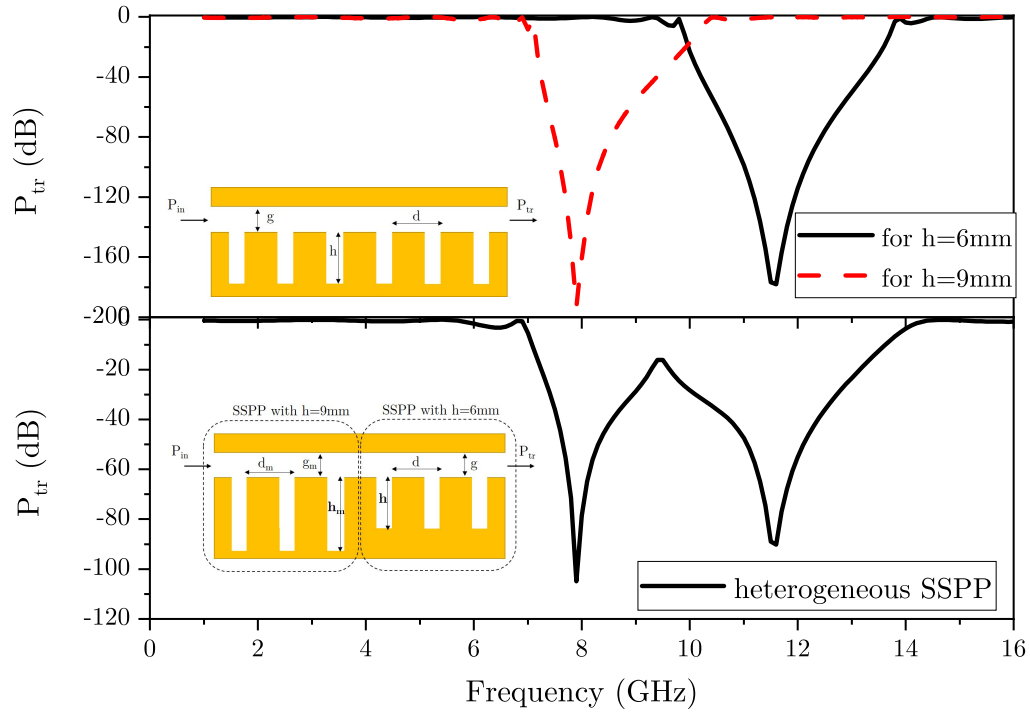 0
-40
-80
-120
-160
-200
P_tr (dB)
P_in
g
d
P_tr
h
for h=6mm
for h=9mm
0
-20
-40
-60
-80
-100
-120
P_tr (dB)
SSPP with h=9mm
SSPP with h=6mm
P_in
d_m
g_m
d
g
P_tr
h_m
h
heterogeneous SSPP
0 2 4 6 8 10 12 14 16
Frequency (GHz)